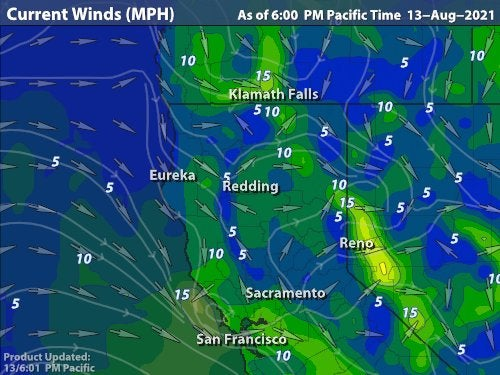 Current Winds (MPH)
As of 6:00 PM Pacific Time 13-Aug-2021
10
5
10
15
Klamath Falls
5 10
10
5
5
10
5
Eureka
5
Redding
10
5
5
5
15
5
5
Reno
10
10
5
5
10
15
Sacramento
5
5
15
San Francisco
10
5
Product Updated:
13/6:01 PM Pacific